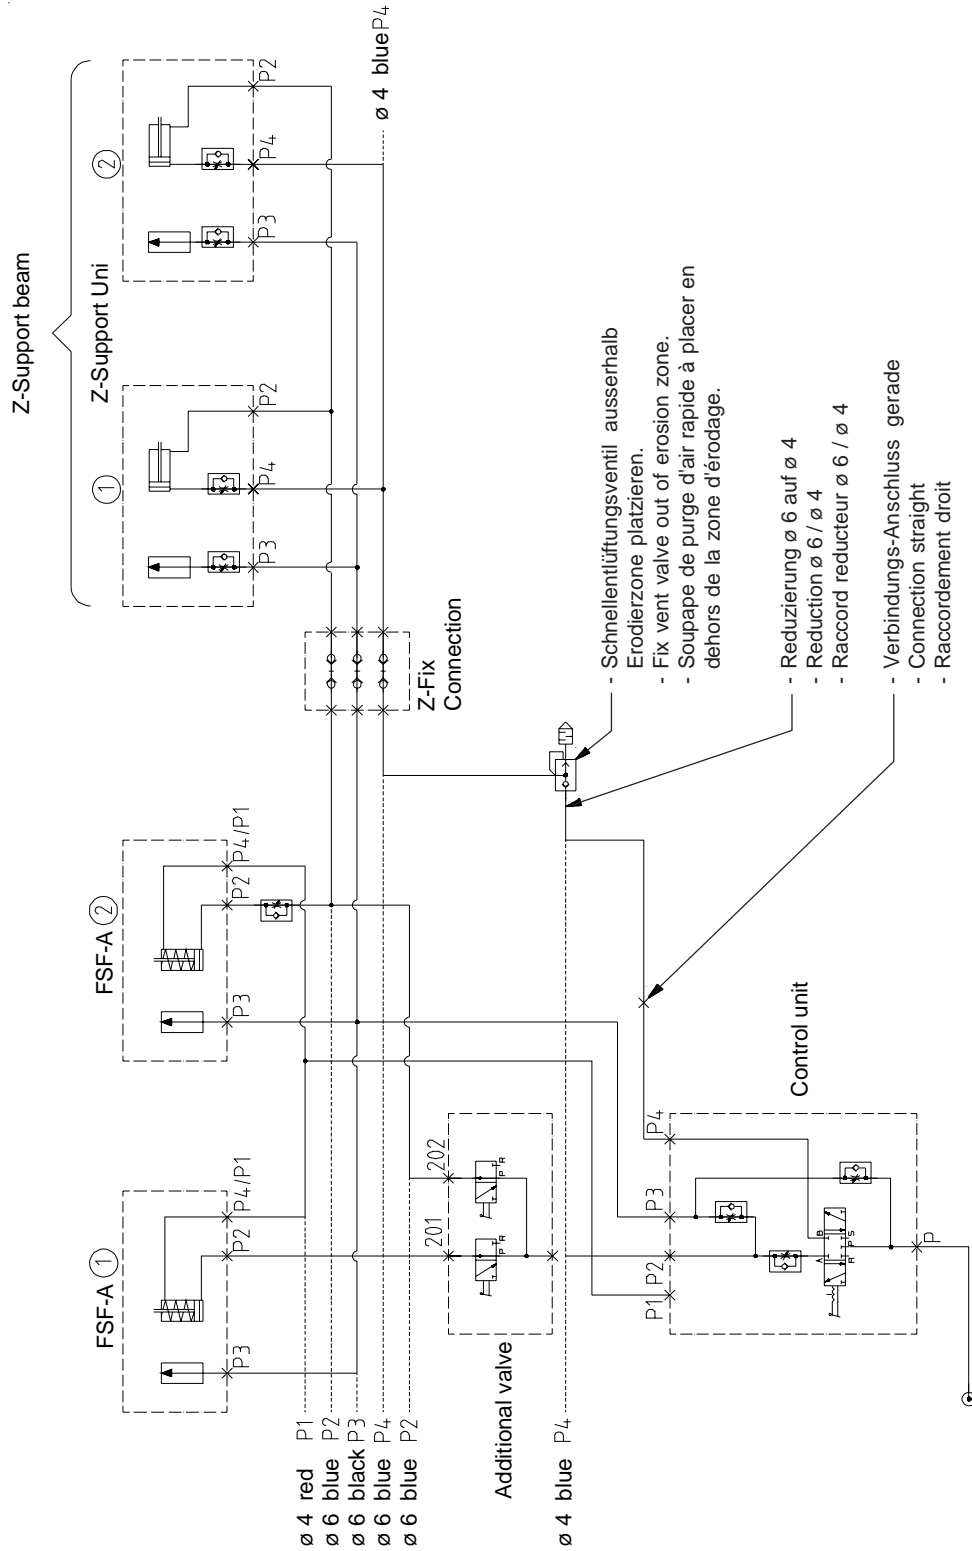 Z-Support beam
Z-Support Uni
1
2
P3
P4
P2
P3
P4
P2
ø 4 blue P4
FSF-A 1
P3
P2
P4/P1
FSF-A 2
P3
P2
P4/P1
Z-Fix
Connection
ø 4 red P1
ø 6 blue P2
ø 6 black P3
ø 6 blue P4
ø 6 blue P2
201
202
P R
P R
Additional valve
ø 4 blue P4
- Schnellentlüftungsventil ausserhalb
Erodierzone platzieren.
- Fix vent valve out of erosion zone.
- Soupape de purge d'air rapide à placer en
dehors de la zone d'érodage.
- Reduzierung ø 6 auf ø 4
- Reduction ø 6 / ø 4
- Raccord reducteur ø 6 / ø 4
- Verbindungs-Anschluss gerade
- Connection straight
- Raccordement droit
Control unit
P1 P2
P3
P4
A B
R P S
P